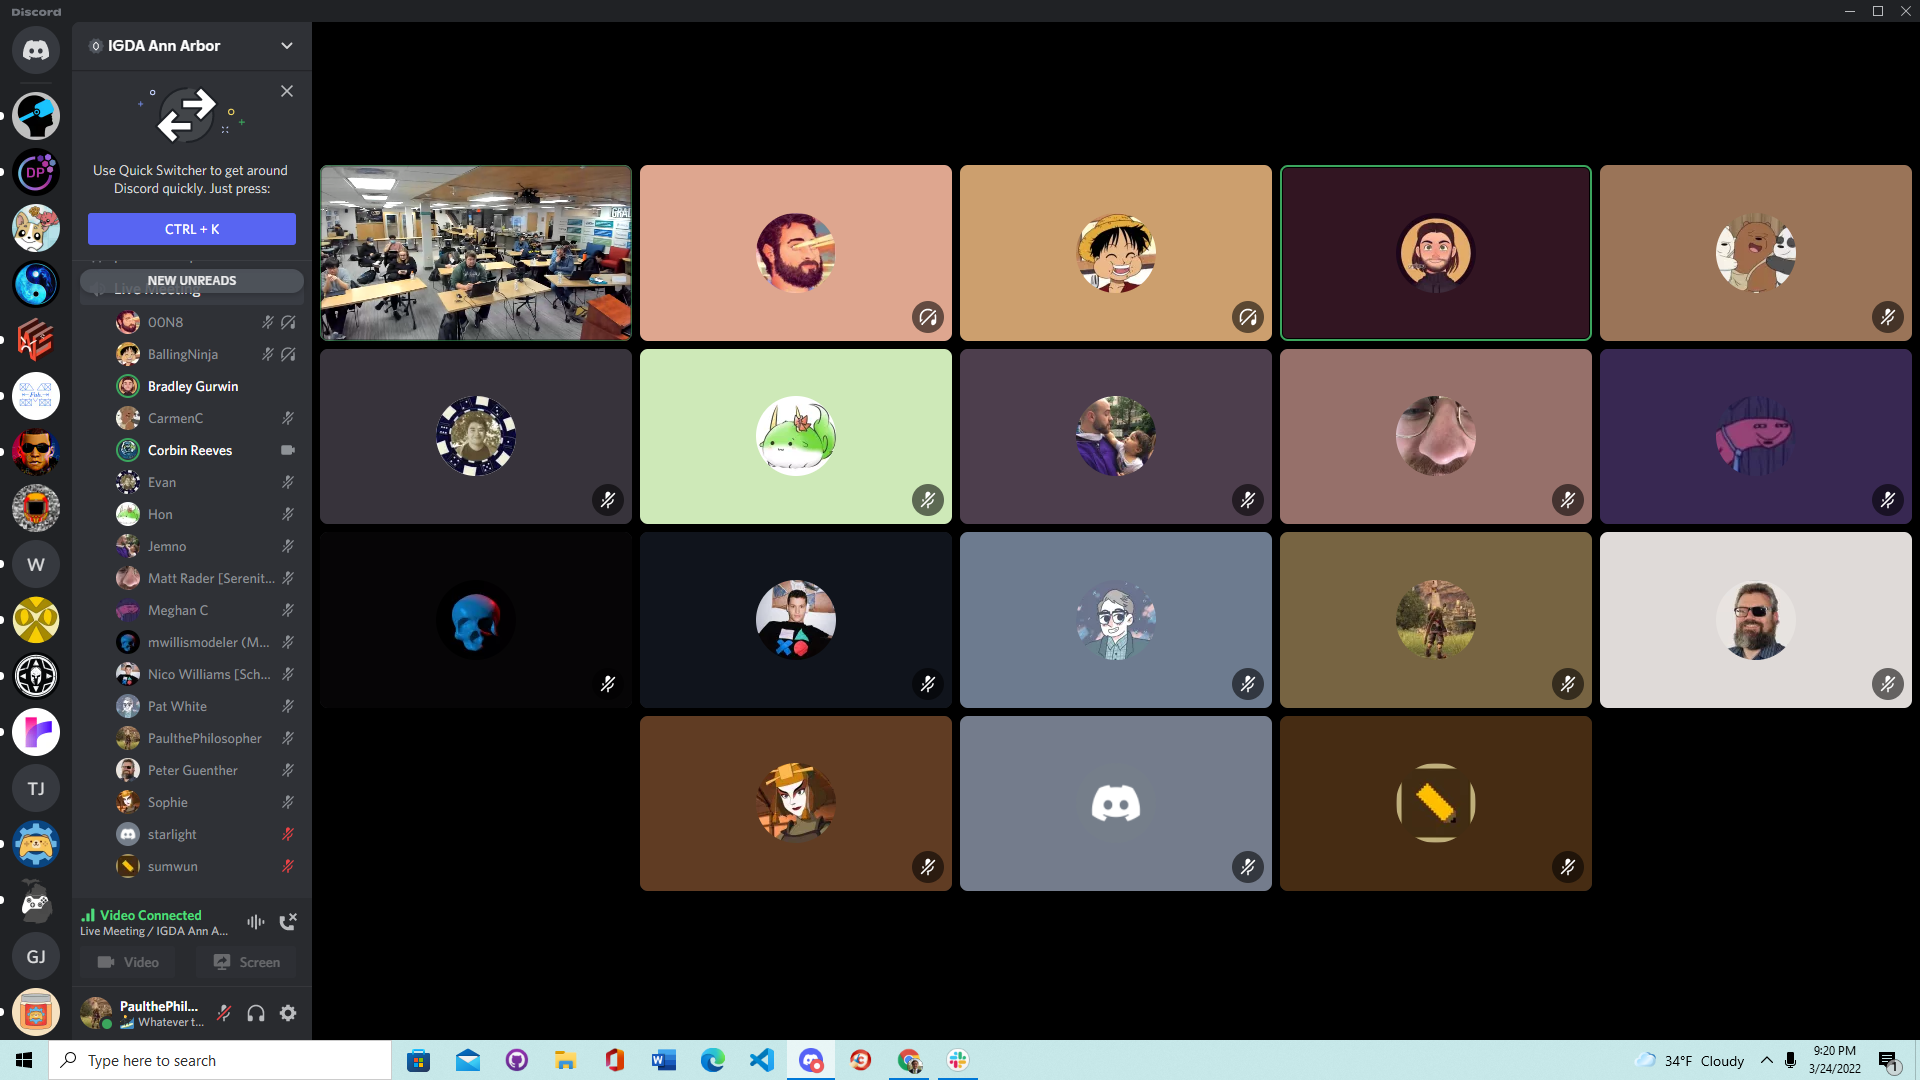 Discord
IGDA Ann Arbor
Use Quick Switcher to get around
Discord quickly. Just press:
CTRL + K
NEW UNREADS
Live Meeting
00N8
BallingNinja
Bradley Gurwin
CarmenC
Corbin Reeves
Evan
Hon
Jemno
Matt Rader [Serenit...
Meghan C
mwillismodeler (M...
Nico Williams [Sch...
Pat White
PaulthePhilosopher
Peter Guenther
Sophie
starlight
sumwun
DP
W
TJ
GJ
Video Connected
Live Meeting / IGDA Ann A...
Video
Screen
PaulthePhil...
Whatever t...
Type here to search
34°F Cloudy
9:20 PM
3/24/2022
1